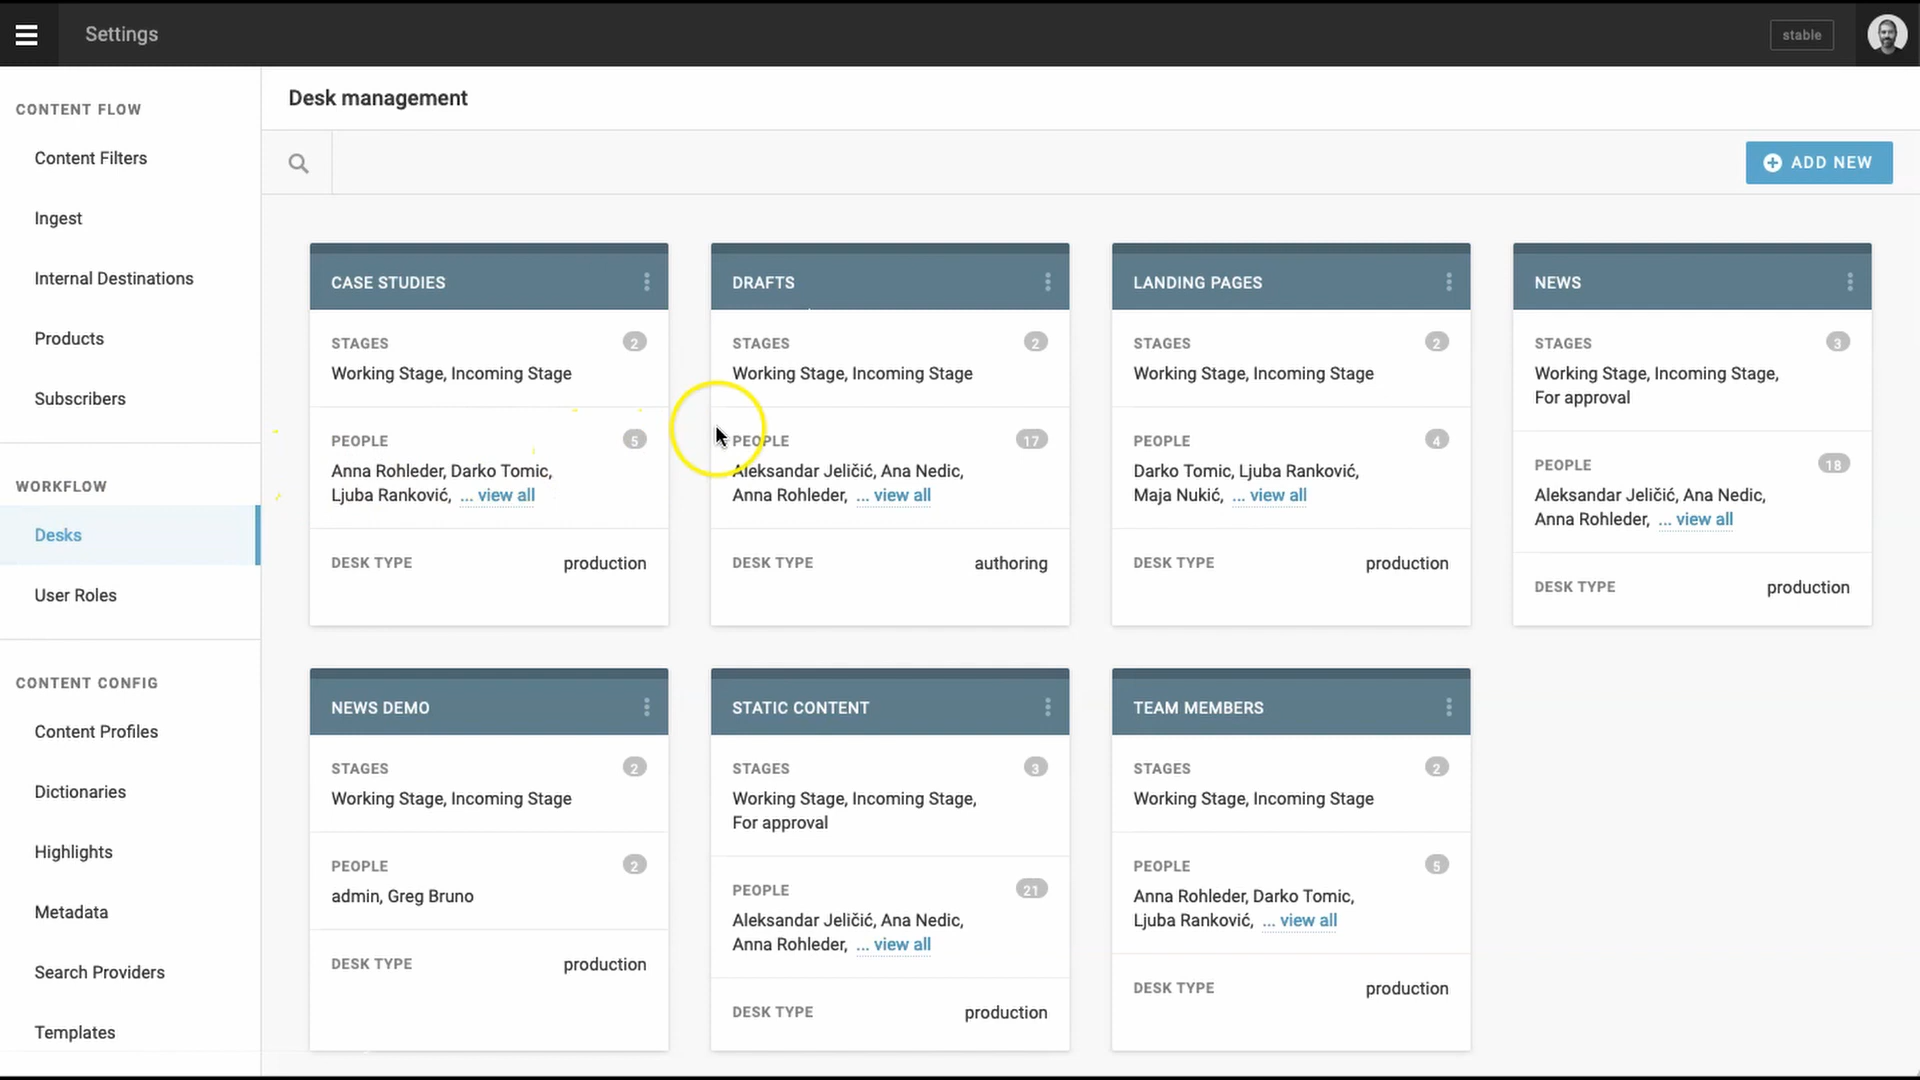 Settings
stable
CONTENT FLOW
Content Filters
Ingest
Internal Destinations
Products
Subscribers
WORKFLOW
Desks
User Roles
CONTENT CONFIG
Content Profiles
Dictionaries
Highlights
Metadata
Search Providers
Templates
Desk management
ADD NEW
CASE STUDIES
STAGES 2
Working Stage, Incoming Stage
PEOPLE 5
Anna Rohleder, Darko Tomic,
Ljuba Ranković, ... view all
DESK TYPE production
DRAFTS
STAGES 2
Working Stage, Incoming Stage
PEOPLE 17
Aleksandar Jeličić, Ana Nedic,
Anna Rohleder, ... view all
DESK TYPE authoring
LANDING PAGES
STAGES 2
Working Stage, Incoming Stage
PEOPLE 4
Darko Tomic, Ljuba Ranković,
Maja Nukić, ... view all
DESK TYPE production
NEWS
STAGES 3
Working Stage, Incoming Stage,
For approval
PEOPLE 18
Aleksandar Jeličić, Ana Nedic,
Anna Rohleder, ... view all
DESK TYPE production
NEWS DEMO
STAGES 2
Working Stage, Incoming Stage
PEOPLE 2
admin, Greg Bruno
DESK TYPE production
STATIC CONTENT
STAGES 3
Working Stage, Incoming Stage,
For approval
PEOPLE 21
Aleksandar Jeličić, Ana Nedic,
Anna Rohleder, ... view all
DESK TYPE production
TEAM MEMBERS
STAGES 2
Working Stage, Incoming Stage
PEOPLE 5
Anna Rohleder, Darko Tomic,
Ljuba Ranković, ... view all
DESK TYPE production